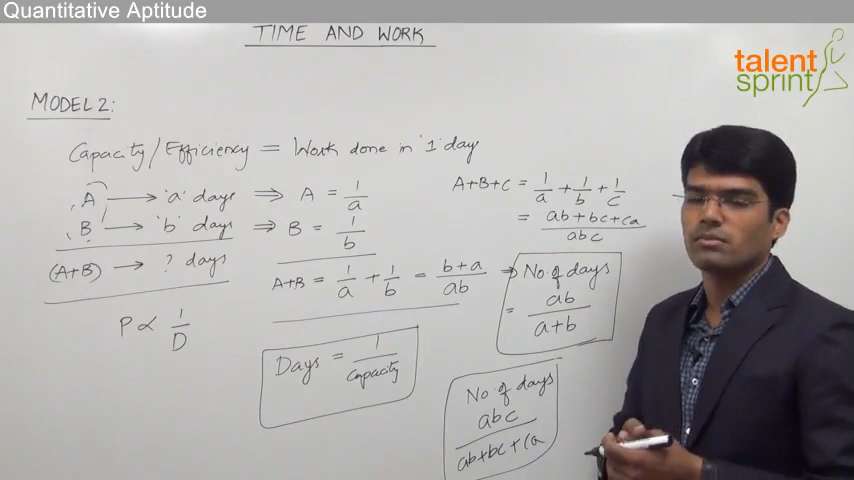 Quantitative Aptitude
TIME AND WORK
talent
sprint
MODEL 2:
Capacity/Efficiency = Work done in '1' day
A → 'a' days ⇒ A = 1/a
B → 'b' days ⇒ B = 1/b
(A+B) → ? days
A+B = 1/a + 1/b = b+a/ab ⇒ No. of days
= ab/a+b
A+B+C = 1/a + 1/b + 1/c
= ab+bc+ca/abc
P ∝ 1/D
Days = 1/capacity
No. of days
abc/ab+bc+ca